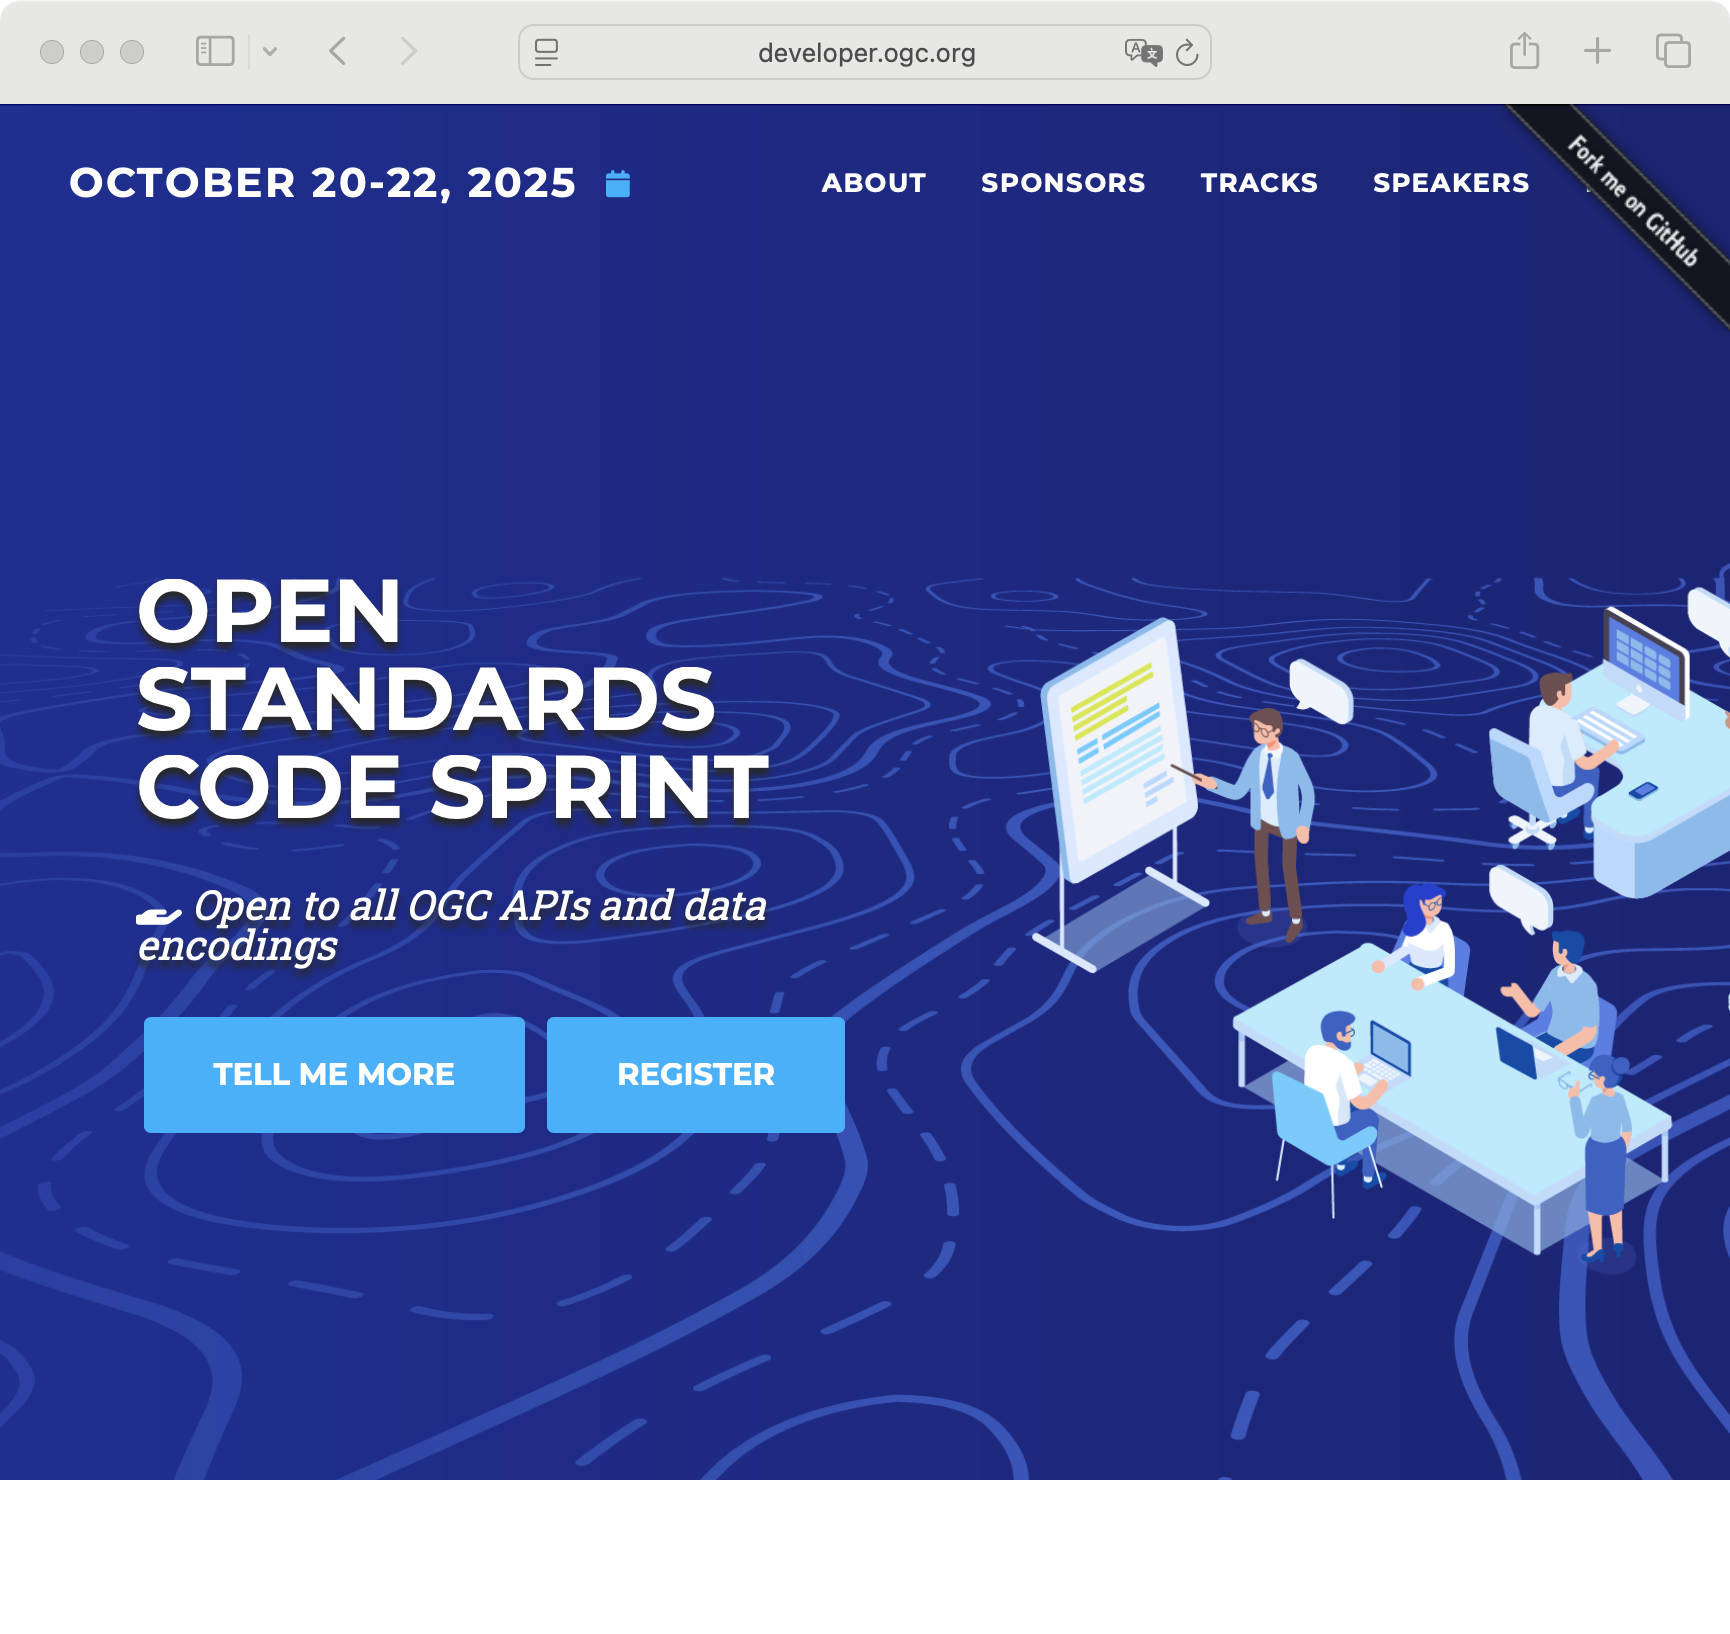 developer.ogc.org
OCTOBER 20-22, 2025
ABOUT
SPONSORS
TRACKS
SPEAKERS
Fork me on GitHub
OPEN
STANDARDS
CODE SPRINT
Open to all OGC APIs and data
encodings
TELL ME MORE
REGISTER